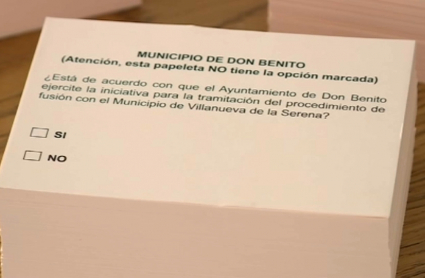 MUNICIPIO DE DON BENITO
(Atención, esta papeleta NO tiene la opción marcada)
¿Está de acuerdo con que el Ayuntamiento de Don Benito
ejercite la iniciativa para la tramitación del procedimiento de
fusión con el Municipio de Villanueva de la Serena?
SI
NO